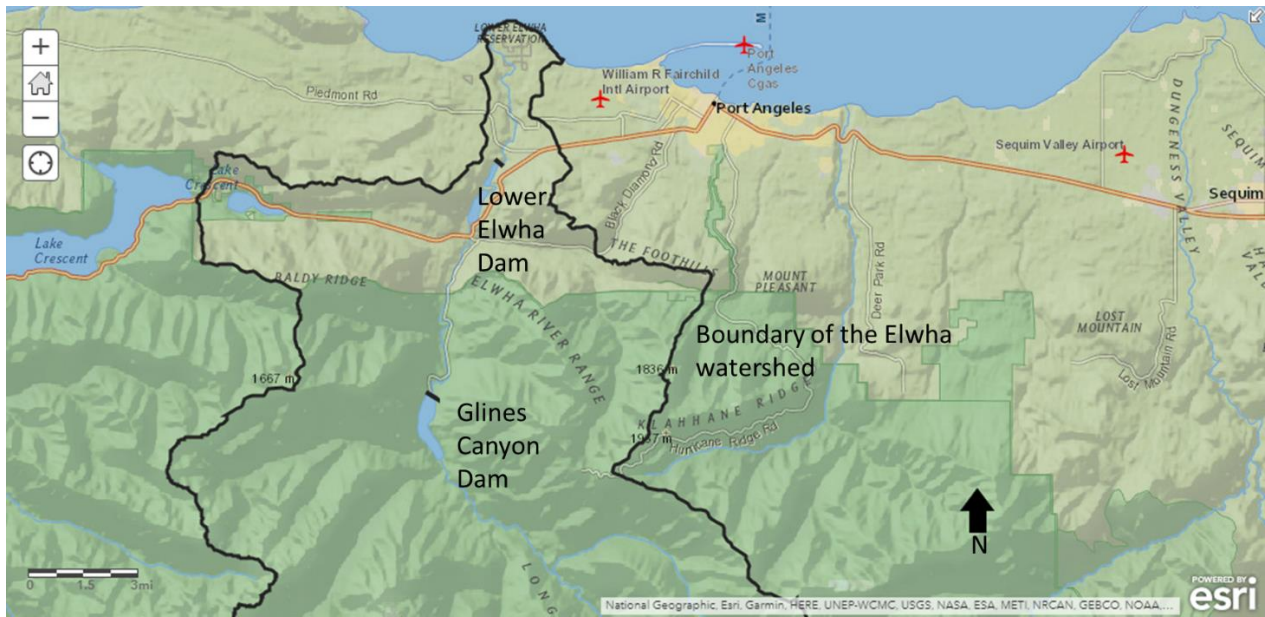 LOWER ELWHA
RESERVATION
M
Port
Angeles
Cgas
William R Fairchild
Intl Airport
Piedmont Rd
Port Angeles
DUNGENESS VALLEY
SEQUIM
Sequim Valley Airport
Sequim
Lake
Crescent
Lower
Elwha
Dam
Black Diamond Rd
THE FOOTHILLS
Lake
Crescent
BALDY RIDGE
ELWHA RIVER RANGE
MOUNT
PLEASANT
Deer Park Rd
LOST
MOUNTAIN
Lost Mountain Rd
Boundary of the Elwha
watershed
1667 m
1836 m
Glines
Canyon
Dam
KLAHHANE RIDGE
1937 m
Hurricane Ridge Rd
N
LONG
0 1.5 3mi
National Geographic, Esri, Garmin, HERE, UNEP-WCMC, USGS, NASA, ESA, METI, NRCAN, GEBCO, NOAA,...
POWERED BY
esri